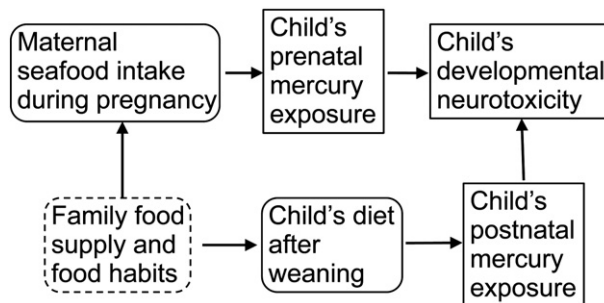 Maternal
seafood intake
during pregnancy
Child's
prenatal
mercury
exposure
Child's
developmental
neurotoxicity
Family food
supply and
food habits
Child's diet
after
weaning
Child's
postnatal
mercury
exposure